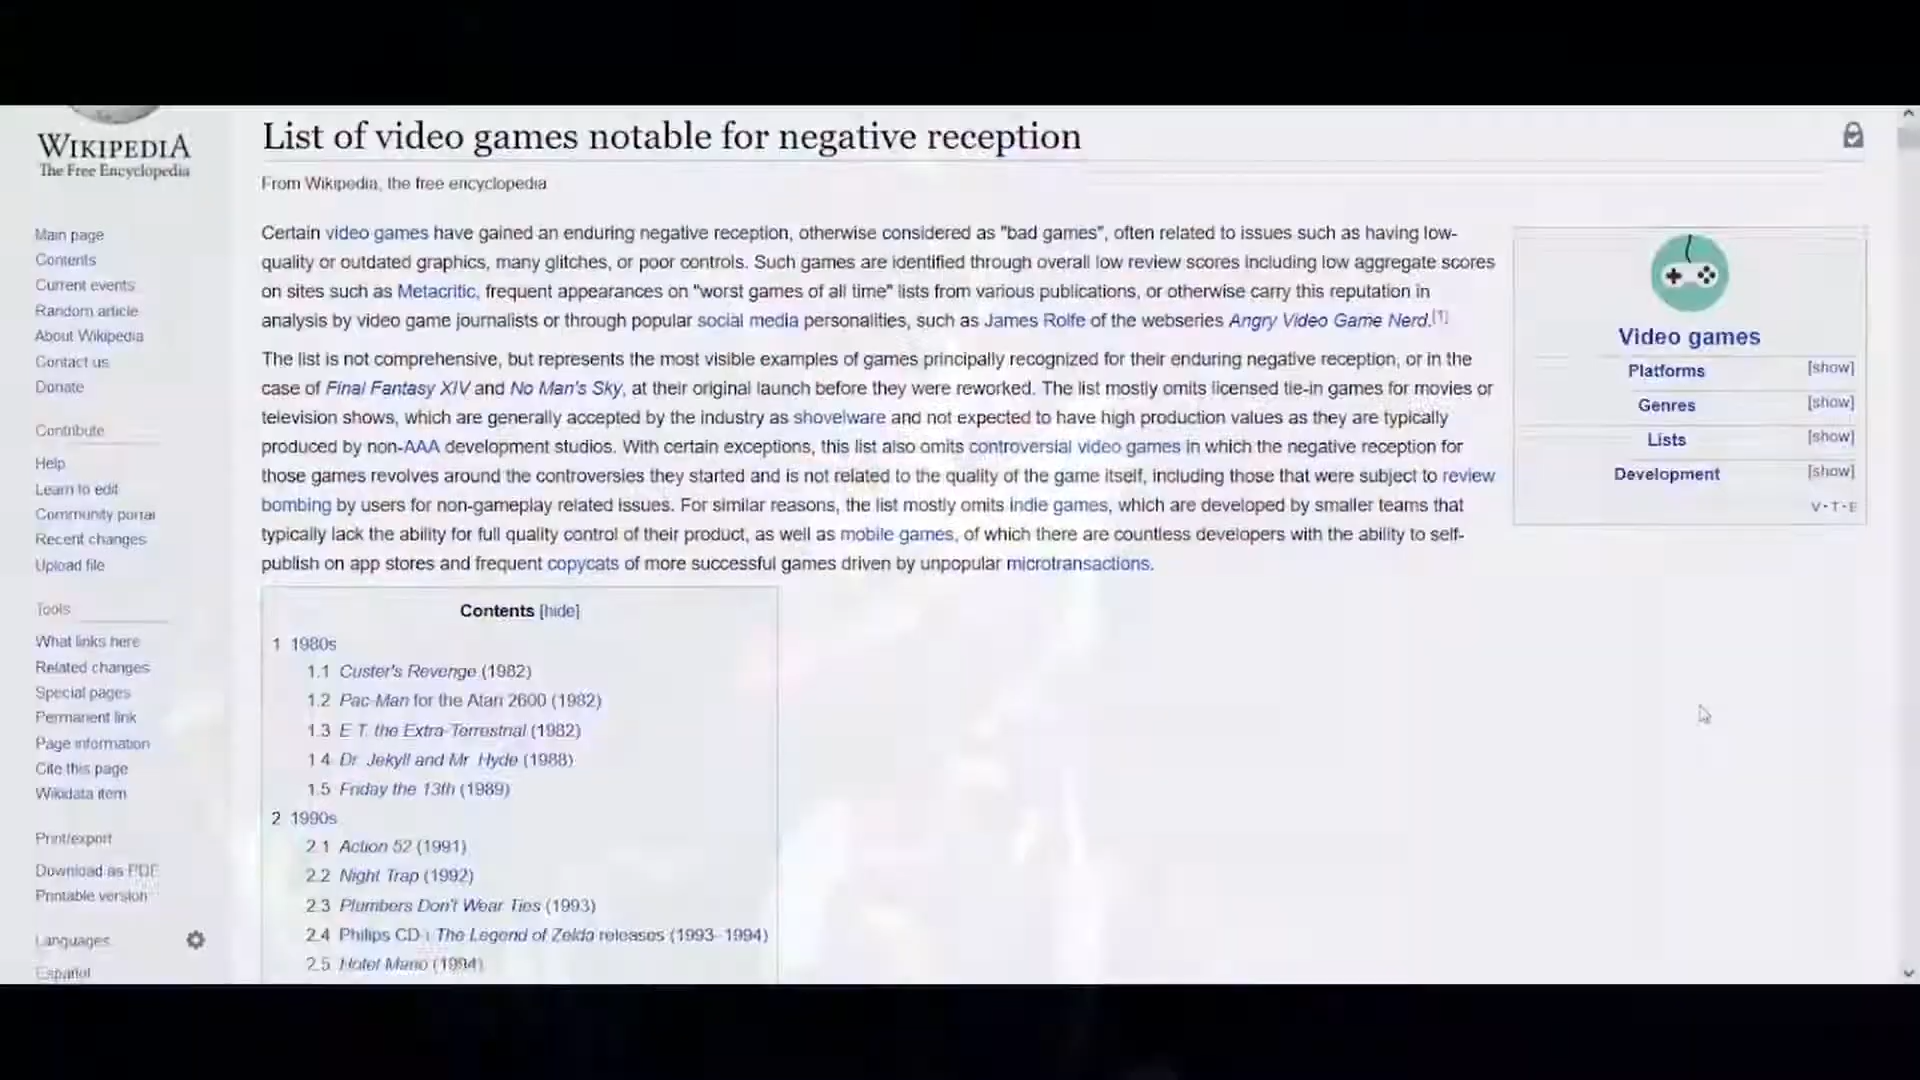 WIKIPEDIA
The Free Encyclopedia
Main page
Contents
Current events
Random article
About Wikipedia
Contact us
Donate
Contribute
Help
Learn to edit
Community portal
Recent changes
Upload file
Tools
What links here
Related changes
Special pages
Permanent link
Page information
Cite this page
Wikidata item
Print/export
Download as PDF
Printable version
Languages
Español
List of video games notable for negative reception
From Wikipedia, the free encyclopedia
Certain video games have gained an enduring negative reception, otherwise considered as "bad games", often related to issues such as having low-
quality or outdated graphics, many glitches, or poor controls. Such games are identified through overall low review scores including low aggregate scores
on sites such as Metacritic, frequent appearances on "worst games of all time" lists from various publications, or otherwise carry this reputation in
analysis by video game journalists or through popular social media personalities, such as James Rolfe of the webseries Angry Video Game Nerd.[1]
The list is not comprehensive, but represents the most visible examples of games principally recognized for their enduring negative reception, or in the
case of Final Fantasy XIV and No Man's Sky, at their original launch before they were reworked. The list mostly omits licensed tie-in games for movies or
television shows, which are generally accepted by the industry as shovelware and not expected to have high production values as they are typically
produced by non-AAA development studios. With certain exceptions, this list also omits controversial video games in which the negative reception for
those games revolves around the controversies they started and is not related to the quality of the game itself, including those that were subject to review
bombing by users for non-gameplay related issues. For similar reasons, the list mostly omits indie games, which are developed by smaller teams that
typically lack the ability for full quality control of their product, as well as mobile games, of which there are countless developers with the ability to self-
publish on app stores and frequent copycats of more successful games driven by unpopular microtransactions.
Contents [hide]
1 1980s
1.1 Custer's Revenge (1982)
1.2 Pac-Man for the Atari 2600 (1982)
1.3 E.T. the Extra-Terrestrial (1982)
1.4 Dr. Jekyll and Mr. Hyde (1988)
1.5 Friday the 13th (1989)
2 1990s
2.1 Action 52 (1991)
2.2 Night Trap (1992)
2.3 Plumbers Don't Wear Ties (1993)
2.4 Philips CD-i The Legend of Zelda releases (1993–1994)
2.5 Hotel Mario (1994)
Video games
Platforms [show]
Genres [show]
Lists [show]
Development [show]
V·T·E